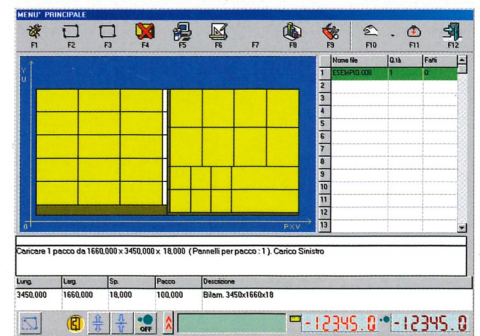 MENU' PRINCIPALE
F1 F2 F3 F4 F5 F6 F7 F8 F9 F10 F11 F12
Nome file Q.tà Fatti
1 ESEMPIO.000 1 0
2
3
4
5
6
7
8
9
10
11
12
13
Y
U
0 P X V
Caricare 1 pacco da 1660,000 x 3450,000 x 18,000 ( Pannelli per pacco : 1 ). Carico Sinistro
Lung. Larg. Sp. Pacco Descrizione
3450,000 1660,000 18,000 100,000 Bilam. 3450x1660x18
OFF -12345.0 -12345.0